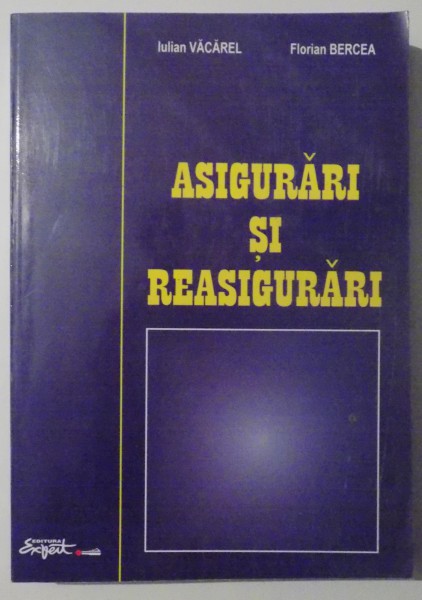 Iulian VĂCĂREL Florian BERCEA
ASIGURĂRI
ȘI
REASIGURĂRI
EDITURA
Expert